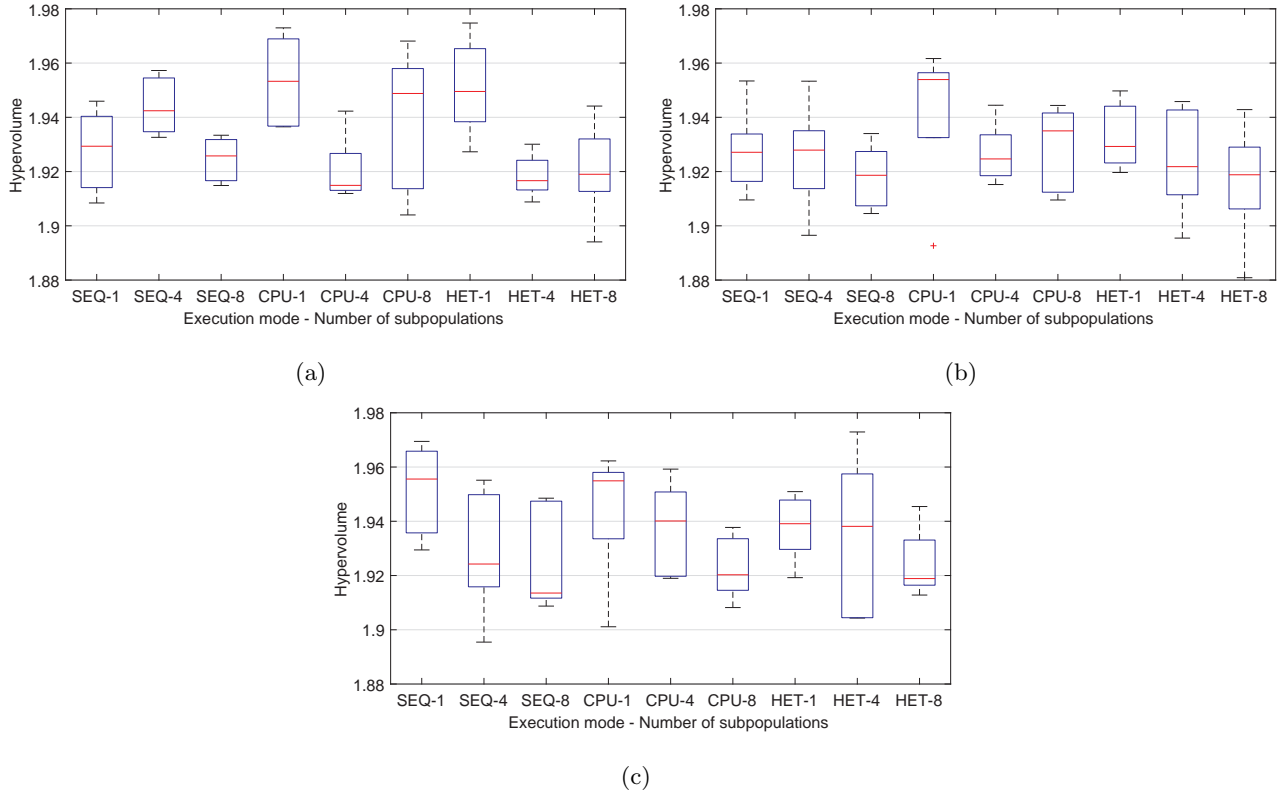 1.98
1.96
1.94
1.92
1.9
1.88
Hypervolume
SEQ-1 SEQ-4 SEQ-8 CPU-1 CPU-4 CPU-8 HET-1 HET-4 HET-8
Execution mode - Number of subpopulations
(a)
1.98
1.96
1.94
1.92
1.9
1.88
Hypervolume
SEQ-1 SEQ-4 SEQ-8 CPU-1 CPU-4 CPU-8 HET-1 HET-4 HET-8
Execution mode - Number of subpopulations
(b)
1.98
1.96
1.94
1.92
1.9
1.88
Hypervolume
SEQ-1 SEQ-4 SEQ-8 CPU-1 CPU-4 CPU-8 HET-1 HET-4 HET-8
Execution mode - Number of subpopulations
(c)